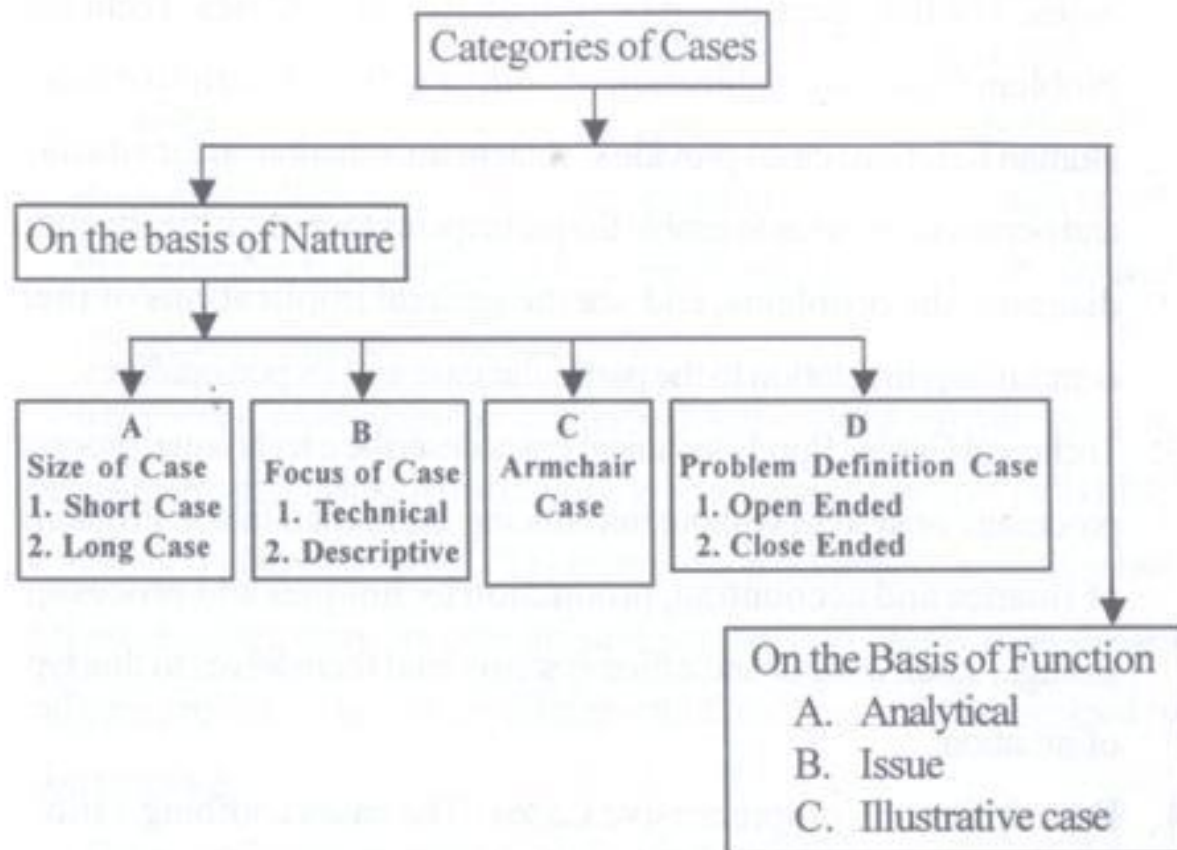 Categories of Cases
On the basis of Nature
A
Size of Case
1. Short Case
2. Long Case
B
Focus of Case
1. Technical
2. Descriptive
C
Armchair
Case
D
Problem Definition Case
1. Open Ended
2. Close Ended
On the Basis of Function
A. Analytical
B. Issue
C. Illustrative case